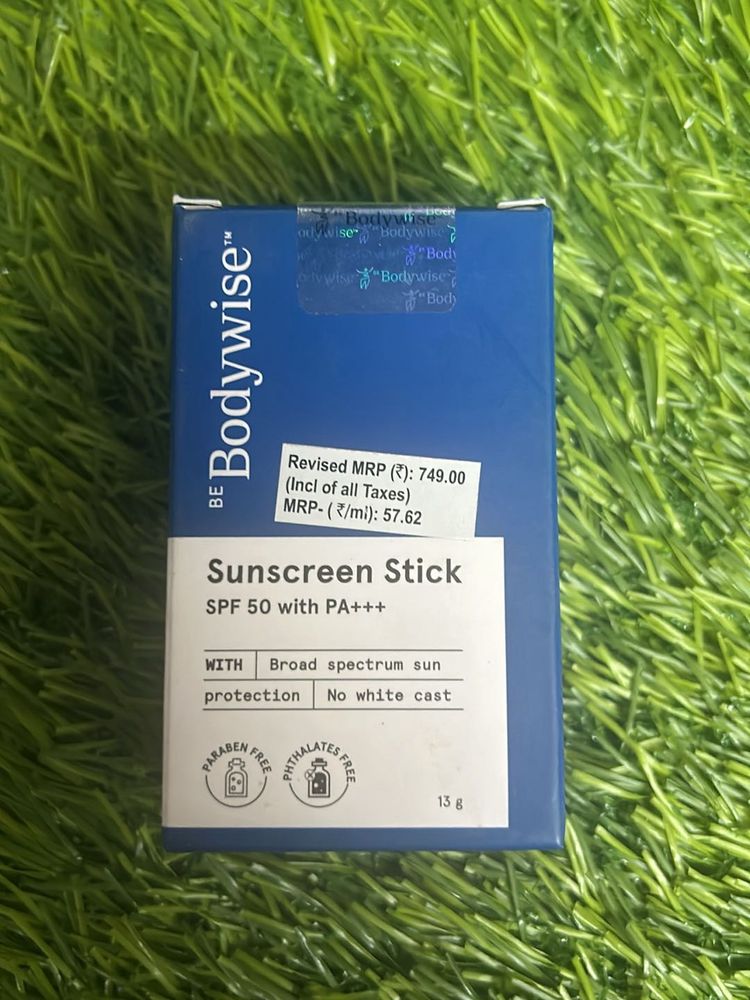 Bodywise
odywise Bodywise
Bodywise
BE Bodywise™
Revised MRP (₹): 749.00
(Incl of all Taxes)
MRP- (₹/ml): 57.62
Sunscreen Stick
SPF 50 with PA+++
WITH Broad spectrum sun
protection No white cast
PARABEN FREE
PHTHALATES FREE
13 g